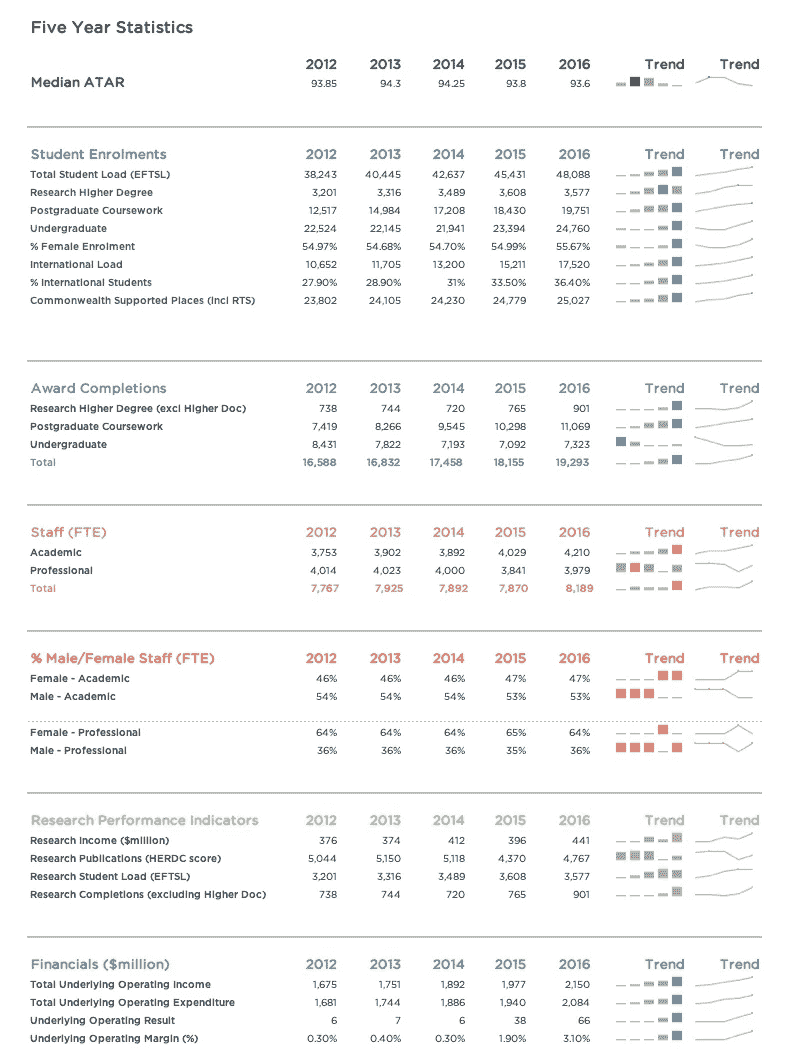 Five Year Statistics
2012 2013 2014 2015 2016 Trend Trend
Median ATAR 93.85 94.3 94.25 93.8 93.6
Student Enrolments 2012 2013 2014 2015 2016 Trend Trend
Total Student Load (EFTSL) 38,243 40,445 42,637 45,431 48,088
Research Higher Degree 3,201 3,316 3,489 3,608 3,577
Postgraduate Coursework 12,517 14,984 17,208 18,430 19,751
Undergraduate 22,524 22,145 21,941 23,394 24,760
% Female Enrolment 54.97% 54.68% 54.70% 54.99% 55.67%
International Load 10,652 11,705 13,200 15,211 17,520
% International Students 27.90% 28.90% 31% 33.50% 36.40%
Commonwealth Supported Places (incl RTS) 23,802 24,105 24,230 24,779 25,027
Award Completions 2012 2013 2014 2015 2016 Trend Trend
Research Higher Degree (excl Higher Doc) 738 744 720 765 901
Postgraduate Coursework 7,419 8,266 9,545 10,298 11,069
Undergraduate 8,431 7,822 7,193 7,092 7,323
Total 16,588 16,832 17,458 18,155 19,293
Staff (FTE) 2012 2013 2014 2015 2016 Trend Trend
Academic 3,753 3,902 3,892 4,029 4,210
Professional 4,014 4,023 4,000 3,841 3,979
Total 7,767 7,925 7,892 7,870 8,189
% Male/Female Staff (FTE) 2012 2013 2014 2015 2016 Trend Trend
Female - Academic 46% 46% 46% 47% 47%
Male - Academic 54% 54% 54% 53% 53%
Female - Professional 64% 64% 64% 65% 64%
Male - Professional 36% 36% 36% 35% 36%
Research Performance Indicators 2012 2013 2014 2015 2016 Trend Trend
Research Income ($million) 376 374 412 396 441
Research Publications (HERDC score) 5,044 5,150 5,118 4,370 4,767
Research Student Load (EFTSL) 3,201 3,316 3,489 3,608 3,577
Research Completions (excluding Higher Doc) 738 744 720 765 901
Financials ($million) 2012 2013 2014 2015 2016 Trend Trend
Total Underlying Operating Income 1,675 1,751 1,892 1,977 2,150
Total Underlying Operating Expenditure 1,681 1,744 1,886 1,940 2,084
Underlying Operating Result 6 7 6 38 66
Underlying Operating Margin (%) 0.30% 0.40% 0.30% 1.90% 3.10%